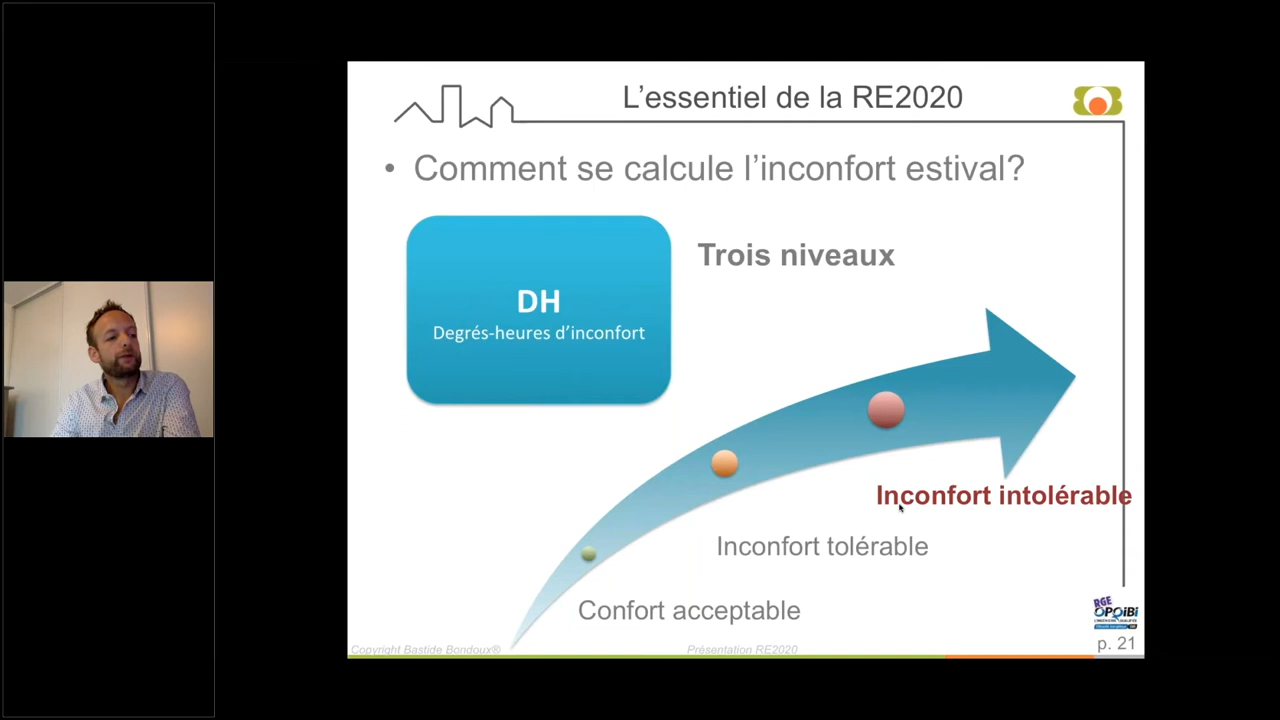 L'essentiel de la RE2020
• Comment se calcule l'inconfort estival?
DH
Degrés-heures d'inconfort
Trois niveaux
Inconfort intolérable
Inconfort tolérable
Confort acceptable
RGE
OPQiBi
Copyright Bastide Bondoux®
Présentation RE2020
p. 21